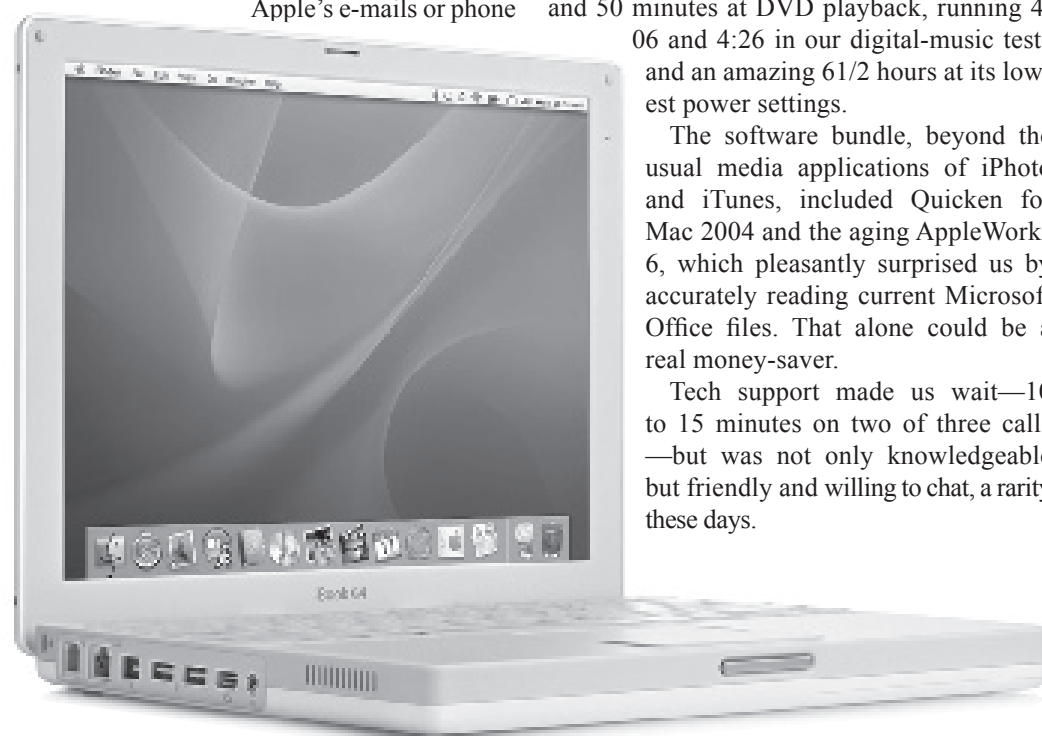 Apple's e-mails or phone
and 50 minutes at DVD playback, running 4:
06 and 4:26 in our digital-music test
and an amazing 61/2 hours at its low-
est power settings.
The software bundle, beyond the
usual media applications of iPhoto
and iTunes, included Quicken fo
Mac 2004 and the aging AppleWork
6, which pleasantly surprised us by
accurately reading current Microsof
Office files. That alone could be a
real money-saver.
Tech support made us wait—10
to 15 minutes on two of three call
—but was not only knowledgeable
but friendly and willing to chat, a rarity
these days.
iBook G4